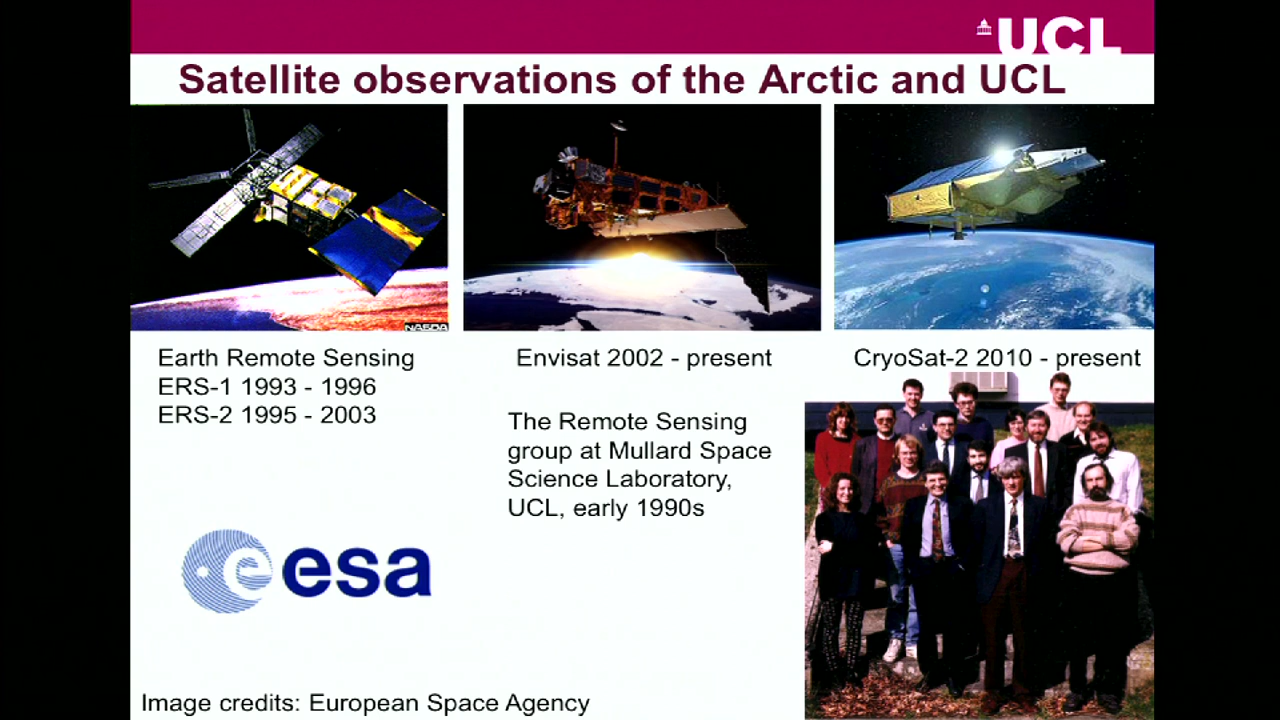 UCL
Satellite observations of the Arctic and UCL
NASDA
Earth Remote Sensing
ERS-1 1993 - 1996
ERS-2 1995 - 2003
Envisat 2002 - present
CryoSat-2 2010 - present
The Remote Sensing
group at Mullard Space
Science Laboratory,
UCL, early 1990s
esa
Image credits: European Space Agency